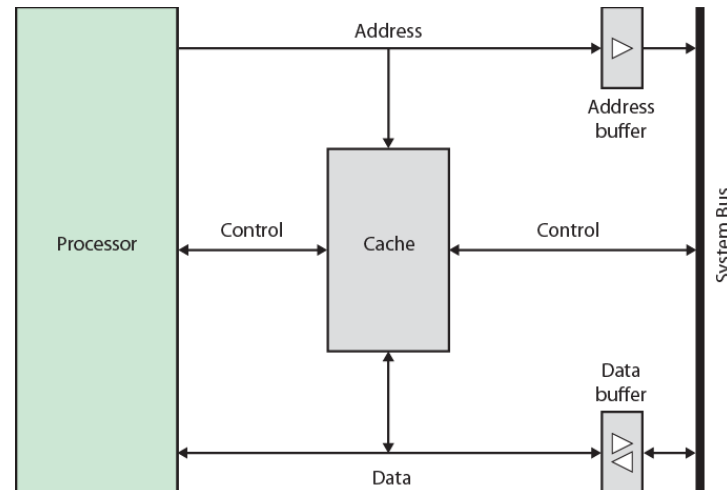 Address
Address
buffer
System Bus
Processor
Control
Cache
Control
Data
buffer
Data